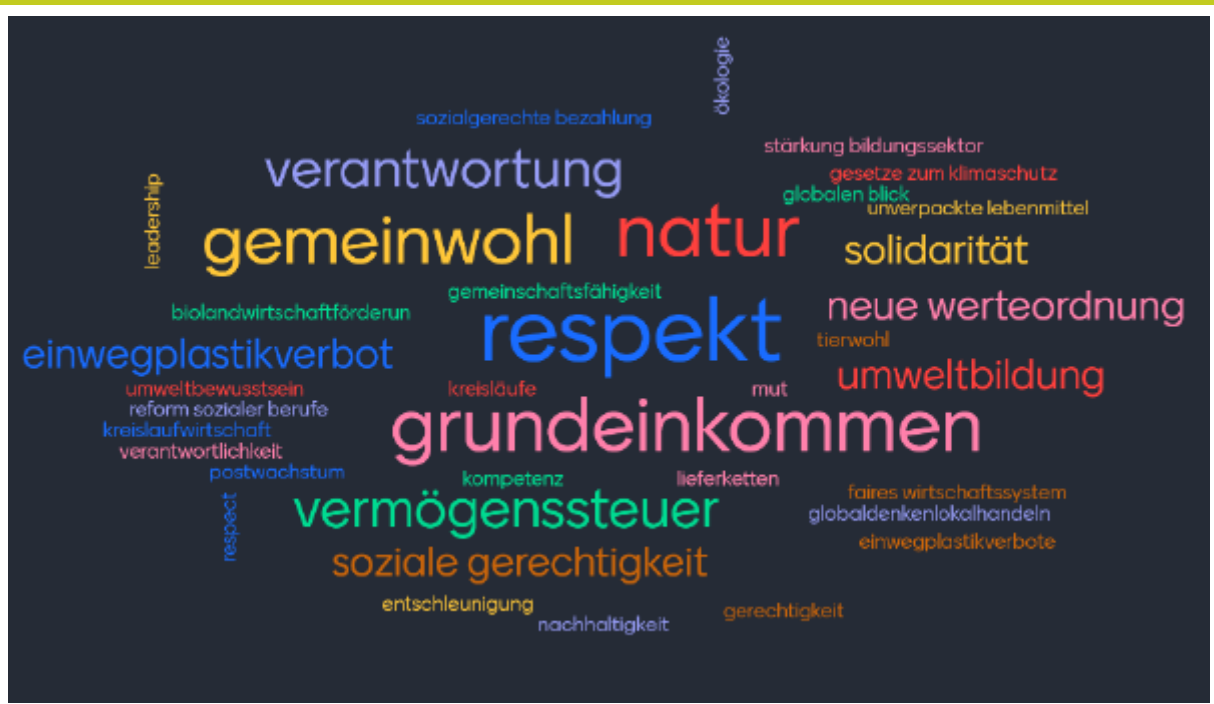 ökologie
sozialgerechte bezahlung
stärkung bildungssektor
verantwortung
gesetze zum klimaschutz
globalen blick
unverpackte lebenmittel
leadership
gemeinwohl
natur
solidarität
gemeinschaftsfähigkeit
neue werteordnung
biolandwirtschaftförderun
respekt
tierwohl
einwegplastikverbot
umweltbildung
umweltbewusstsein
kreisläufe
mut
reform sozialer berufe
grundeinkommen
kreislaufwirtschaft
verantwortlichkeit
postwachstum
kompetenz
lieferketten
faires wirtschaftssystem
vermögenssteuer
globaldenkenlokalhandeln
respect
einwegplastikverbote
soziale gerechtigkeit
entschleunigung
gerechtigkeit
nachhaltigkeit